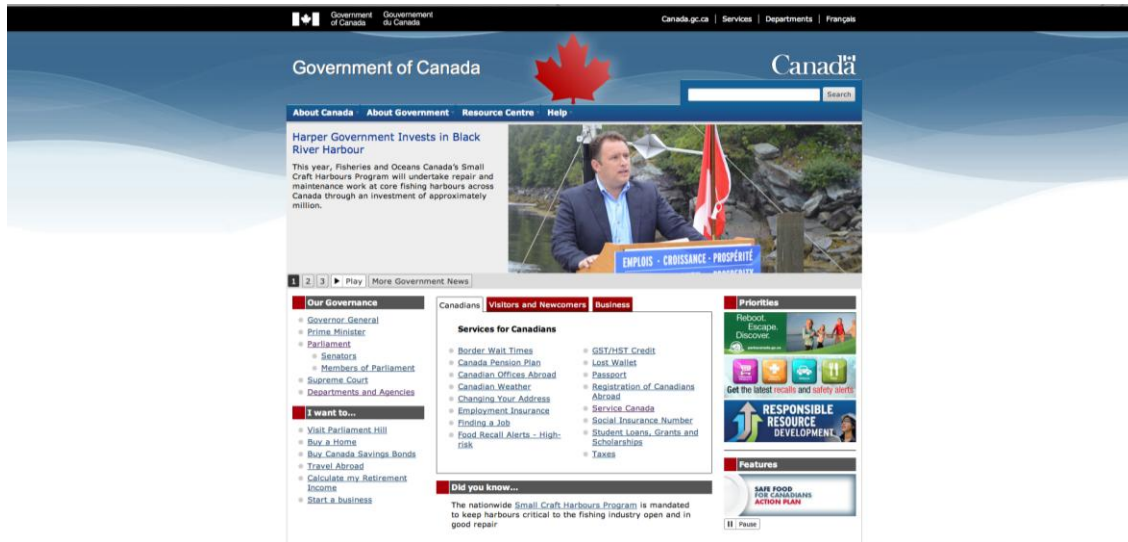 Government of Canada
Gouvernement du Canada
Canada.gc.ca | Services | Departments | Français
Government of Canada
Canada
Search
About Canada
About Government
Resource Centre
Help
Harper Government Invests in Black
River Harbour
This year, Fisheries and Oceans Canada's Small
Craft Harbours Program will undertake repair and
maintenance work at core fishing harbours across
Canada through an investment of approximately
million.
EMPLOIS - CROISSANCE - PROSPÉRITÉ
1 2 3 Play More Government News
Our Governance
Governor General
Prime Minister
Parliament
Senators
Members of Parliament
Supreme Court
Departments and Agencies
I want to...
Visit Parliament Hill
Buy a Home
Buy Canada Savings Bonds
Travel Abroad
Calculate my Retirement
Income
Start a business
Canadians
Visitors and Newcomers
Business
Services for Canadians
Border Wait Times
Canada Pension Plan
Canadian Offices Abroad
Canadian Weather
Changing Your Address
Employment Insurance
Finding a Job
Food Recall Alerts - High-
risk
GST/HST Credit
Lost Wallet
Passport
Registration of Canadians
Abroad
Service Canada
Social Insurance Number
Student Loans, Grants and
Scholarships
Taxes
Did you know...
The nationwide Small Craft Harbours Program is mandated
to keep harbours critical to the fishing industry open and in
good repair
Priorities
Reboot.
Escape.
Discover.
Get the latest recalls and safety alerts
RESPONSIBLE
RESOURCE
DEVELOPMENT
Features
SAFE FOOD
FOR CANADIANS
ACTION PLAN
Pause